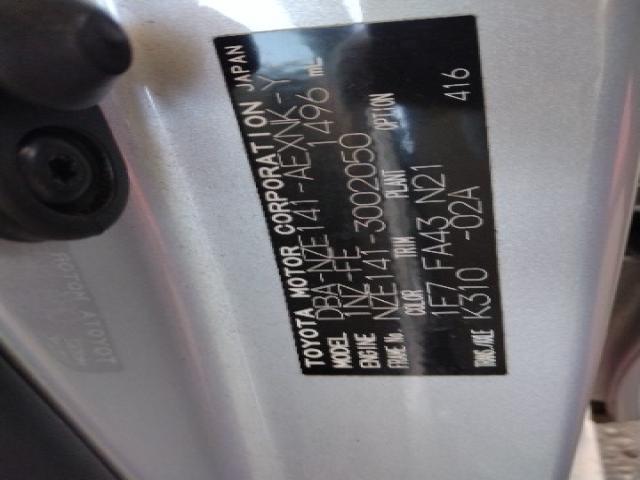 TOYOTA MOTOR CORPORATION JAPAN
MODEL DBA-NZE141-AEXNK-Y
ENGINE 1NZ-FE 1496 mL
FRAME No. NZE141-3002050
COLOR TRIM PLANT OPTION
1F7 FA43 N21 416
TRANS./AXLE K310 -02A